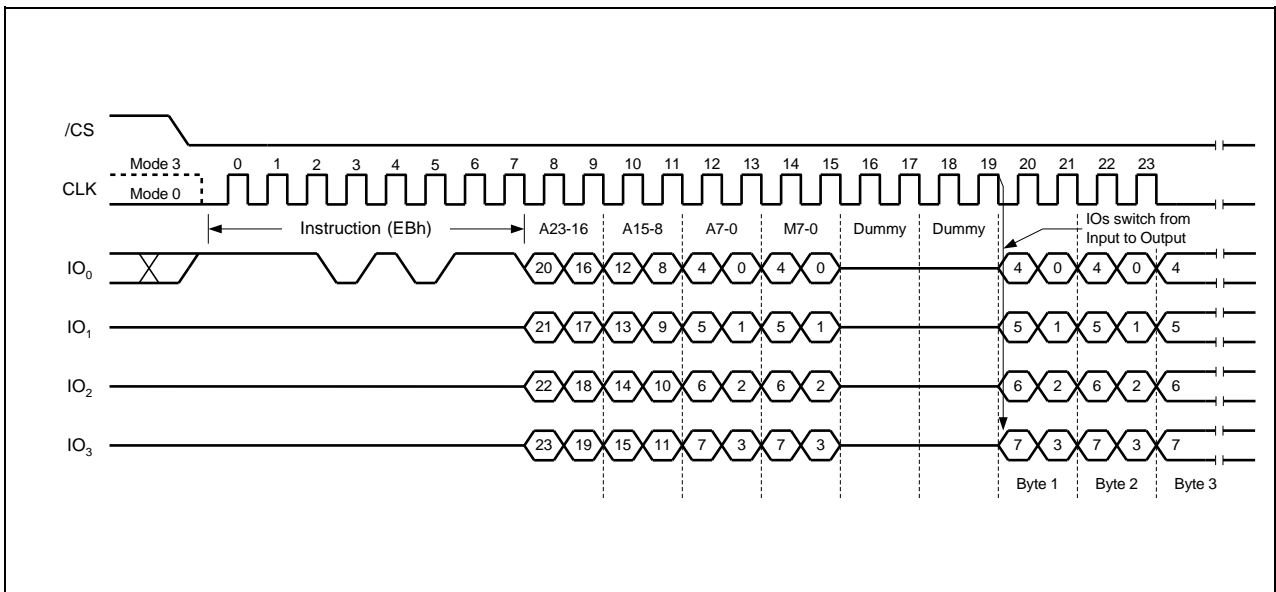 /CS
Mode 3 0 1 2 3 4 5 6 7 8 9 10 11 12 13 14 15 16 17 18 19 20 21 22 23
CLK
Mode 0
Instruction (EBh) A23-16 A15-8 A7-0 M7-0 Dummy Dummy
IOs switch from
Input to Output
IO0 20 16 12 8 4 0 4 0 4 0 4 0 4
IO1 21 17 13 9 5 1 5 1 5 1 5 1 5
IO2 22 18 14 10 6 2 6 2 6 2 6 2 6
IO3 23 19 15 11 7 3 7 3 7 3 7 3 7
Byte 1 Byte 2 Byte 3